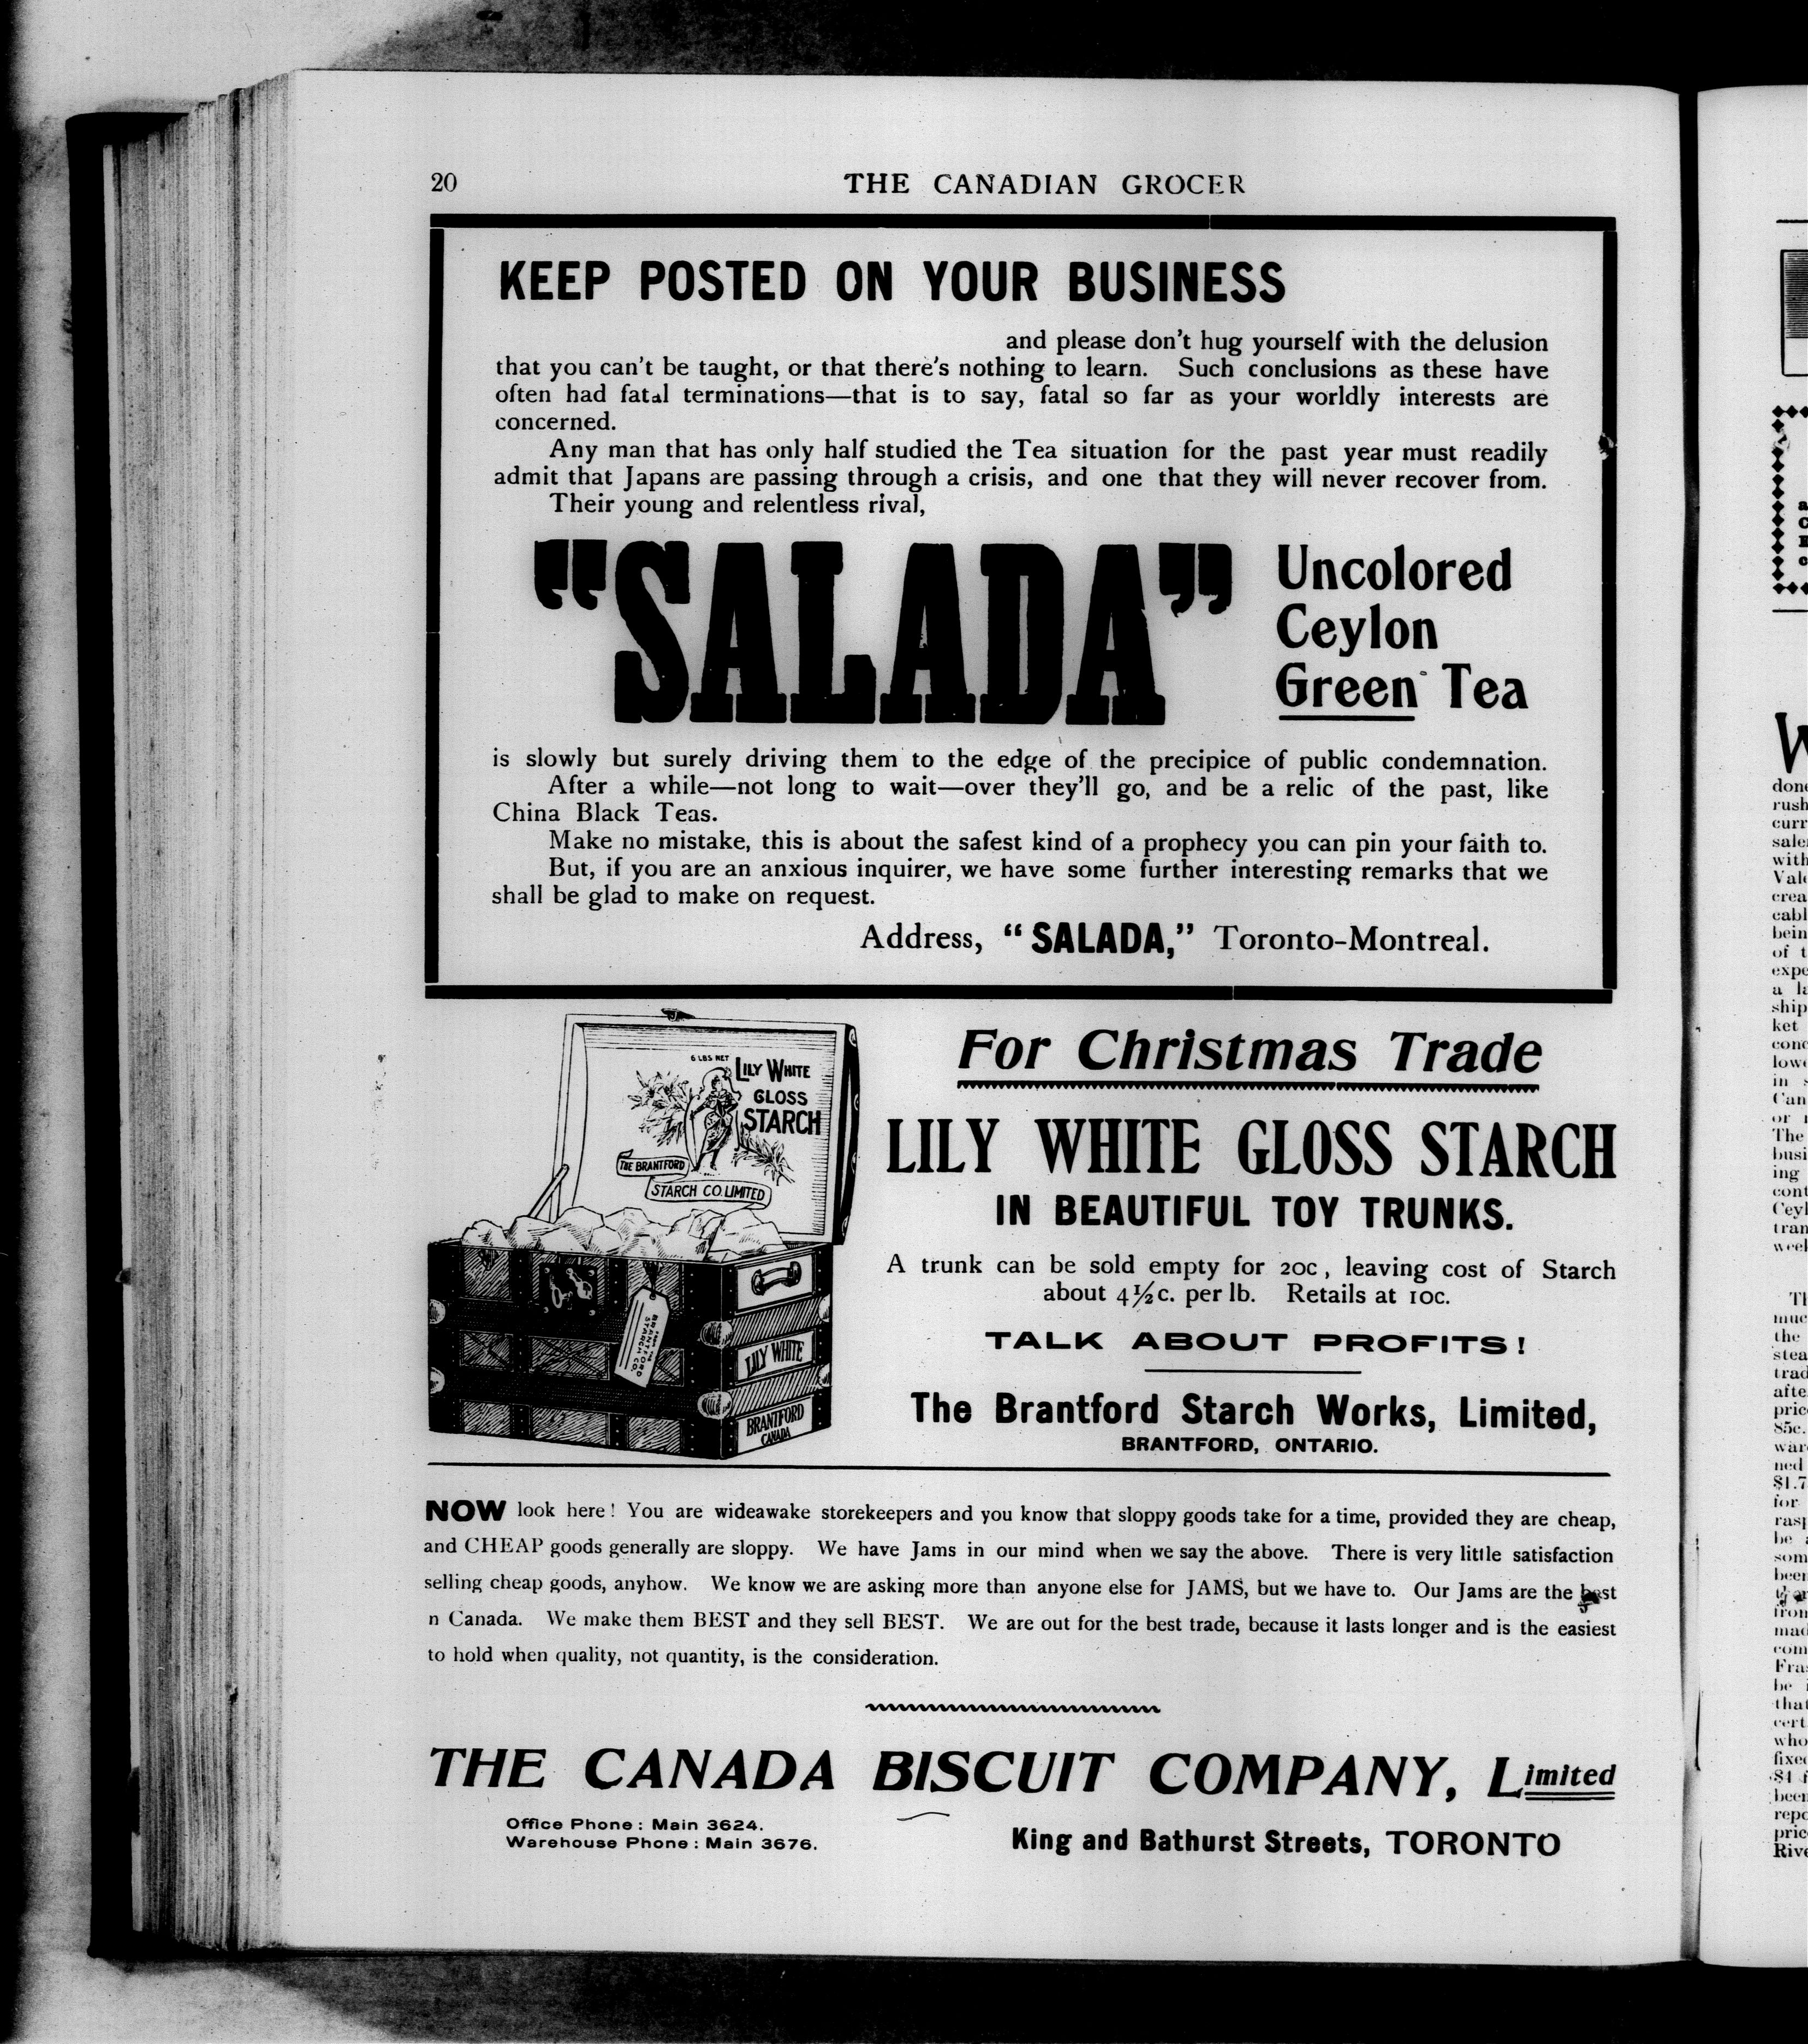 20
THE CANADIAN GROCER
KEEP POSTED ON YOUR BUSINESS
and please don't hug yourself with the delusion
that you can't be taught, or that there's nothing to learn. Such conclusions as these have
often had fatal terminations—that is to say, fatal so far as your worldly interests are
concerned.
Any man that has only half studied the Tea situation for the past year must readily
admit that Japans are passing through a crisis, and one that they will never recover from.
Their young and relentless rival,
"SALADA"
Uncolored
Ceylon
Green Tea
is slowly but surely driving them to the edge of the precipice of public condemnation.
After a while—not long to wait—over they'll go, and be a relic of the past, like
China Black Teas.
Make no mistake, this is about the safest kind of a prophecy you can pin your faith to.
But, if you are an anxious inquirer, we have some further interesting remarks that we
shall be glad to make on request.
Address, "SALADA," Toronto-Montreal.
6 LBS NET
LILY WHITE
GLOSS
STARCH
THE BRANTFORD
STARCH CO. LIMITED
BRANTFORD
STARCH CO.
LILY WHITE
BRANTFORD
CANADA
For Christmas Trade
LILY WHITE GLOSS STARCH
IN BEAUTIFUL TOY TRUNKS.
A trunk can be sold empty for 20c, leaving cost of Starch
about 4½c. per lb. Retails at 10c.
TALK ABOUT PROFITS!
The Brantford Starch Works, Limited,
BRANTFORD, ONTARIO.
NOW look here! You are wideawake storekeepers and you know that sloppy goods take for a time, provided they are cheap,
and CHEAP goods generally are sloppy. We have Jams in our mind when we say the above. There is very little satisfaction
selling cheap goods, anyhow. We know we are asking more than anyone else for JAMS, but we have to. Our Jams are the best
n Canada. We make them BEST and they sell BEST. We are out for the best trade, because it lasts longer and is the easiest
to hold when quality, not quantity, is the consideration.
THE CANADA BISCUIT COMPANY, Limited
Office Phone: Main 3624.
Warehouse Phone: Main 3676.
King and Bathurst Streets, TORONTO